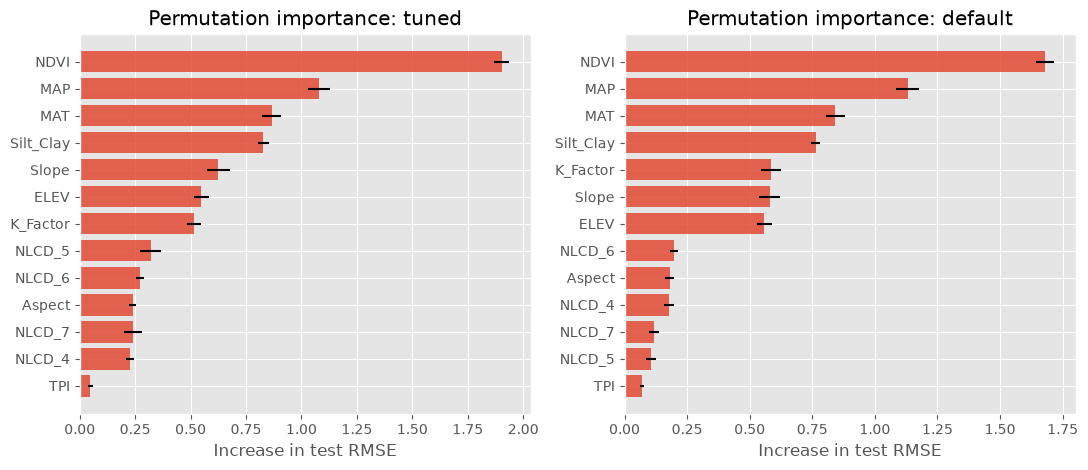 Permutation importance: tuned
NDVI
MAP
MAT
Silt_Clay
Slope
ELEV
K_Factor
NLCD_5
NLCD_6
Aspect
NLCD_7
NLCD_4
TPI
0.00 0.25 0.50 0.75 1.00 1.25 1.50 1.75 2.00
Increase in test RMSE
Permutation importance: default
NDVI
MAP
MAT
Silt_Clay
K_Factor
Slope
ELEV
NLCD_6
Aspect
NLCD_4
NLCD_7
NLCD_5
TPI
0.00 0.25 0.50 0.75 1.00 1.25 1.50 1.75
Increase in test RMSE